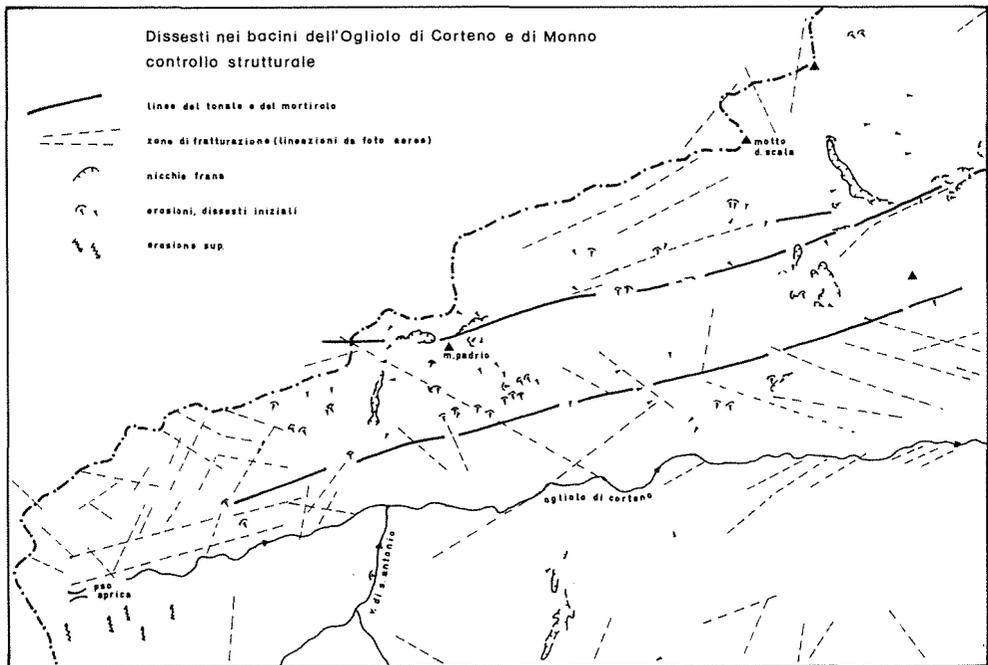 Dissesti nei bacini dell'Ogliolo di Corteno e di Monno
controllo strutturale
linee del tonale e del mortirolo
zone di fratturazione (lineazioni da foto aeree)
nicchia frana
erosioni, dissesti iniziali
erosione sup.
motto
d. scala
m. padrio
ogliolo di corteno
v. di s. antonio
pso
aprica